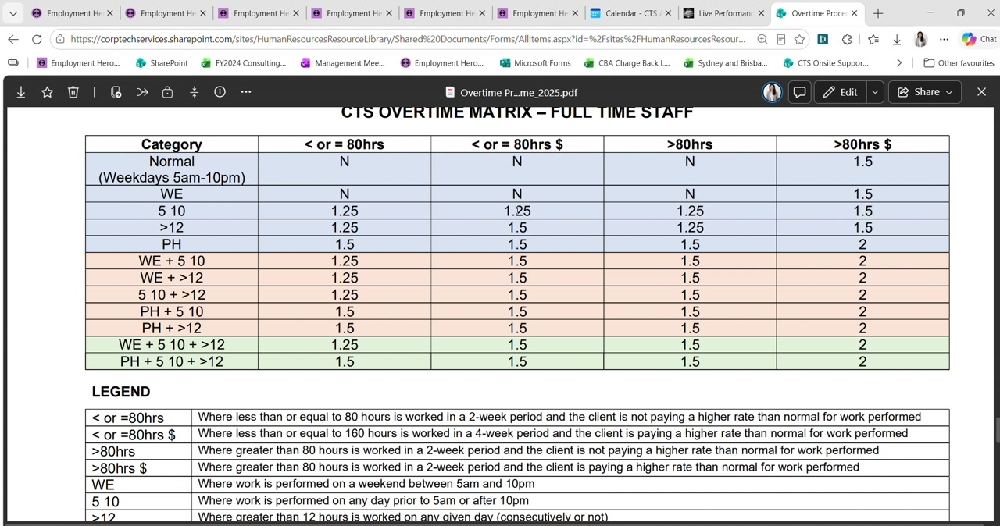 Employment He
Employment He
Employment He
Employment He
Employment He
Employment He
Calendar - CTS
Live Performanc
Overtime Proce
https://corptechservices.sharepoint.com/sites/HumanResourcesResourceLibrary/Shared%20Documents/Forms/AllItems.aspx?id=%2Fsites%2FHumanResourcesResour...
Chat
Employment Hero...
SharePoint
FY2024 Consulting...
Management Mee...
Employment Hero...
Microsoft Forms
CBA Charge Back L...
Sydney and Brisba...
CTS Onsite Suppor...
Other favourites
Overtime Pr...me_2025.pdf
Edit
Share
CTS OVERTIME MATRIX – FULL TIME STAFF
Category < or = 80hrs < or = 80hrs $ >80hrs >80hrs $
Normal N N N 1.5
(Weekdays 5am-10pm)
WE N N N 1.5
5 10 1.25 1.25 1.25 1.5
>12 1.25 1.5 1.25 1.5
PH 1.5 1.5 1.5 2
WE + 5 10 1.25 1.5 1.5 2
WE + >12 1.25 1.5 1.5 2
5 10 + >12 1.25 1.5 1.5 2
PH + 5 10 1.5 1.5 1.5 2
PH + >12 1.5 1.5 1.5 2
WE + 5 10 + >12 1.25 1.5 1.5 2
PH + 5 10 + >12 1.5 1.5 1.5 2
LEGEND
< or =80hrs Where less than or equal to 80 hours is worked in a 2-week period and the client is not paying a higher rate than normal for work performed
< or =80hrs $ Where less than or equal to 160 hours is worked in a 4-week period and the client is paying a higher rate than normal for work performed
>80hrs Where greater than 80 hours is worked in a 2-week period and the client is not paying a higher rate than normal for work performed
>80hrs $ Where greater than 80 hours is worked in a 2-week period and the client is paying a higher rate than normal for work performed
WE Where work is performed on a weekend between 5am and 10pm
5 10 Where work is performed on any day prior to 5am or after 10pm
>12 Where greater than 12 hours is worked on any given day (consecutively or not)